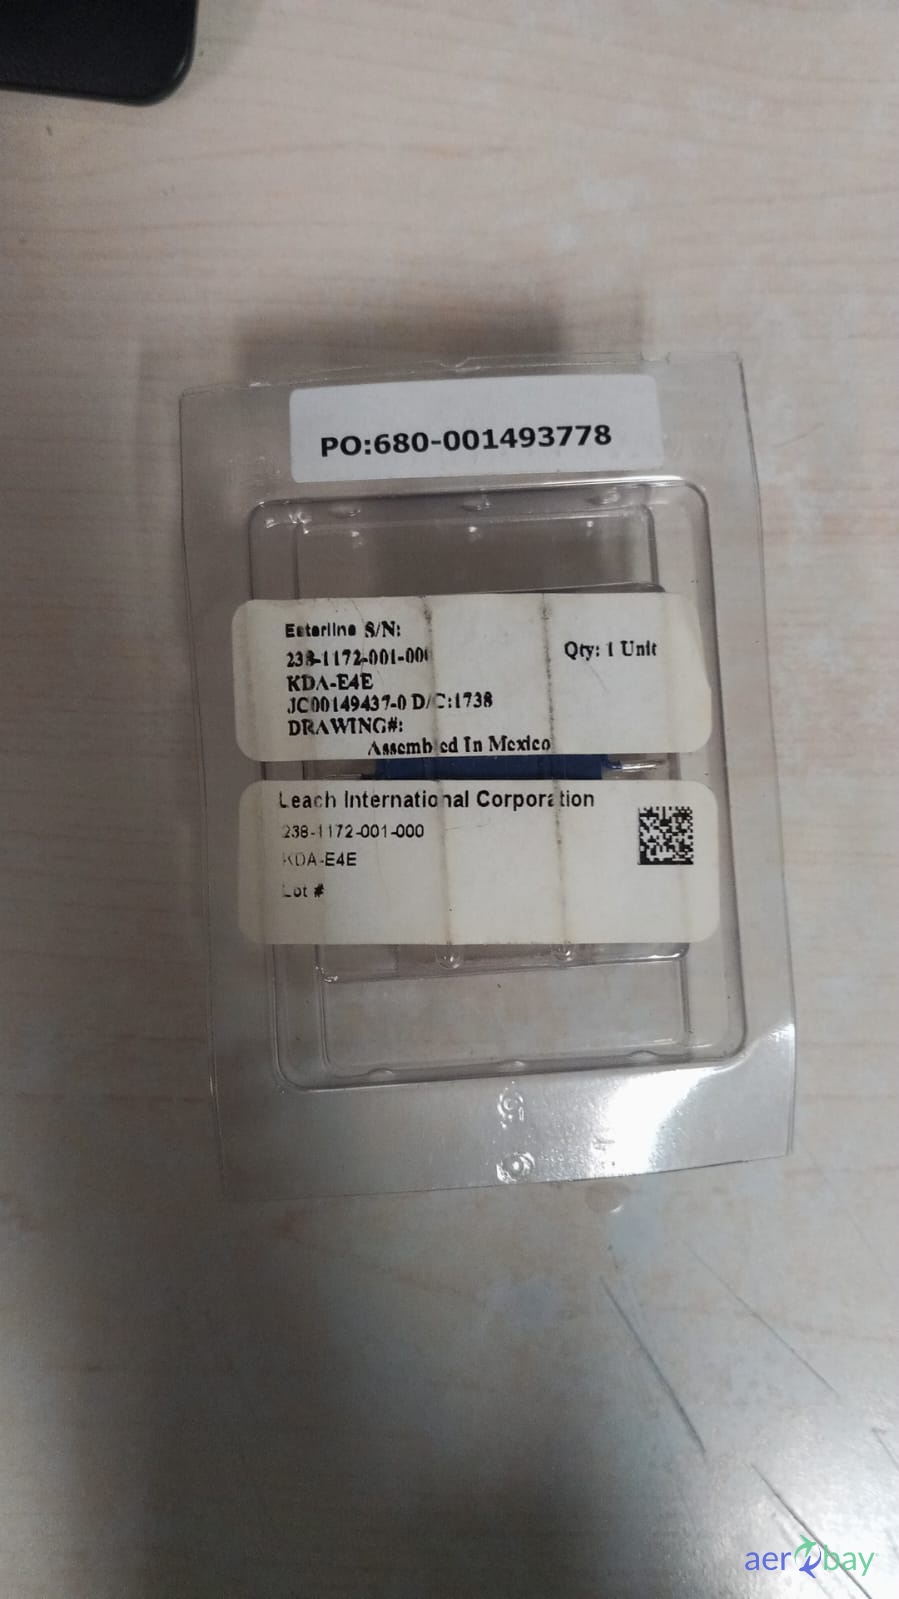 PO:680-001493778
Esterline S/N:
238-1172-001-000
Qty: 1 Unit
KDA-E4E
JC00149437-0 D/C:1738
DRAWING#:
Assembled In Mexico
Leach International Corporation
238-1172-001-000
KDA-E4E
Lot #
aerobay